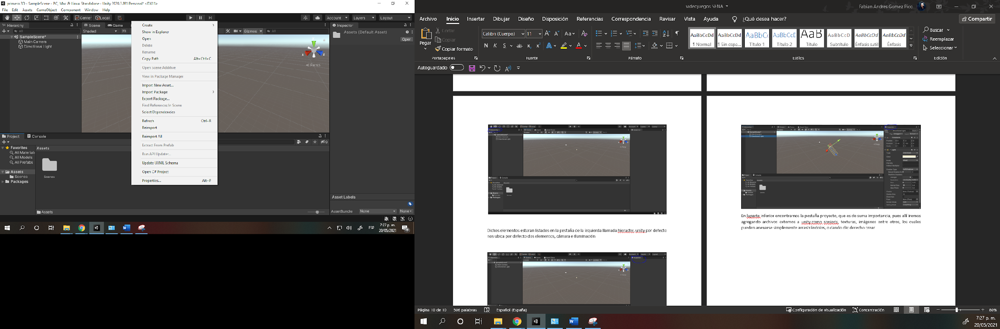 primero 3D - SampleScene - PC, Mac & Linux Standalone - Unity 2020.3.8f1 Personal* <DX11>
File Edit Assets GameObject Component Window Help
Center Local
Account Layers Layout
Hierarchy
All
SampleScene*
Main Camera
Directional Light
Scene Game
Shaded 2D
Gizmos All
Persp
x z
Create
Show in Explorer
Open
Delete
Rename
Copy Path Alt+Ctrl+C
Open Scene Additive
View in Package Manager
Import New Asset...
Import Package
Export Package...
Find References In Scene
Select Dependencies
Refresh Ctrl+R
Reimport
Reimport All
Extract From Prefab
Run API Updater...
Update UXML Schema
Open C# Project
Properties... Alt+P
Inspector
Assets (Default Asset)
Open
Asset Labels
AssetBundle None None
Project Console
9
Favorites
All Materials
All Models
All Prefabs
Assets
Scenes
Packages
Assets
Scenes
Assets
ESP
7:27 p. m.
20/05/2021
19
videojuegos SENA
Fabian Andres Gomez Pico
Archivo Inicio Insertar Dibujar Diseño Disposición Referencias Correspondencia Revisar Vista Ayuda ¿Qué desea hacer? Compartir
Pegar
Cortar
Copiar
Copiar formato
Portapapeles
Calibri (Cuerpo) 11
N K S ab
Fuerte
Párrafo
AaBbCcDd
¶ Normal
AaBbCcDd
¶ Sin espa...
AaBbC(
Título 1
AaBbCcE
Título 2
AaB
Título
AaBbCcD
Subtítulo
AaBbCcDd
Énfasis sutil
AaBbCcDd
Énfasis
Estilos
Buscar
Reemplazar
Seleccionar
Edición
Autoguardado
Dichos elementos estaran listados en la pestaña de la izquierda llamada hierachy, unity por defecto
nos ubica por defecto dos elementos, cámara e iluminación
En laparte inferior encontramos la pestaña proyecto, que es de suma importancia, pues allí iremos
agregando archivos externos a unity como soniods, texturas, imágenes entre otros, los cuales
pueden anexarse simplemente arrastrándolos, o dando clic derecho crear
Página 10 de 10 506 palabras Español (España)
Configuración de visualización Concentración 80%
7:27 p. m.
20/05/2021